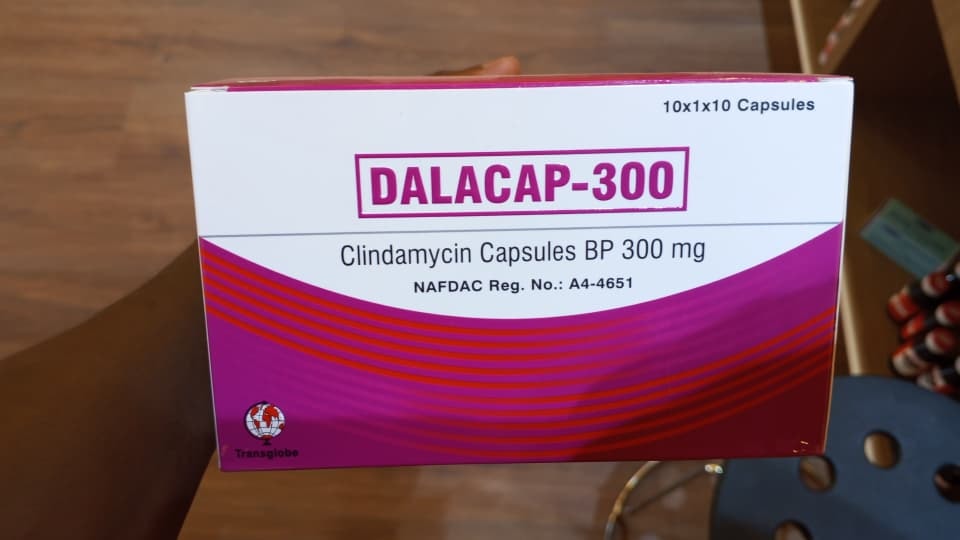 10x1x10 Capsules
DALACAP-300
Clindamycin Capsules BP 300 mg
NAFDAC Reg. No.: A4-4651
Transglobe